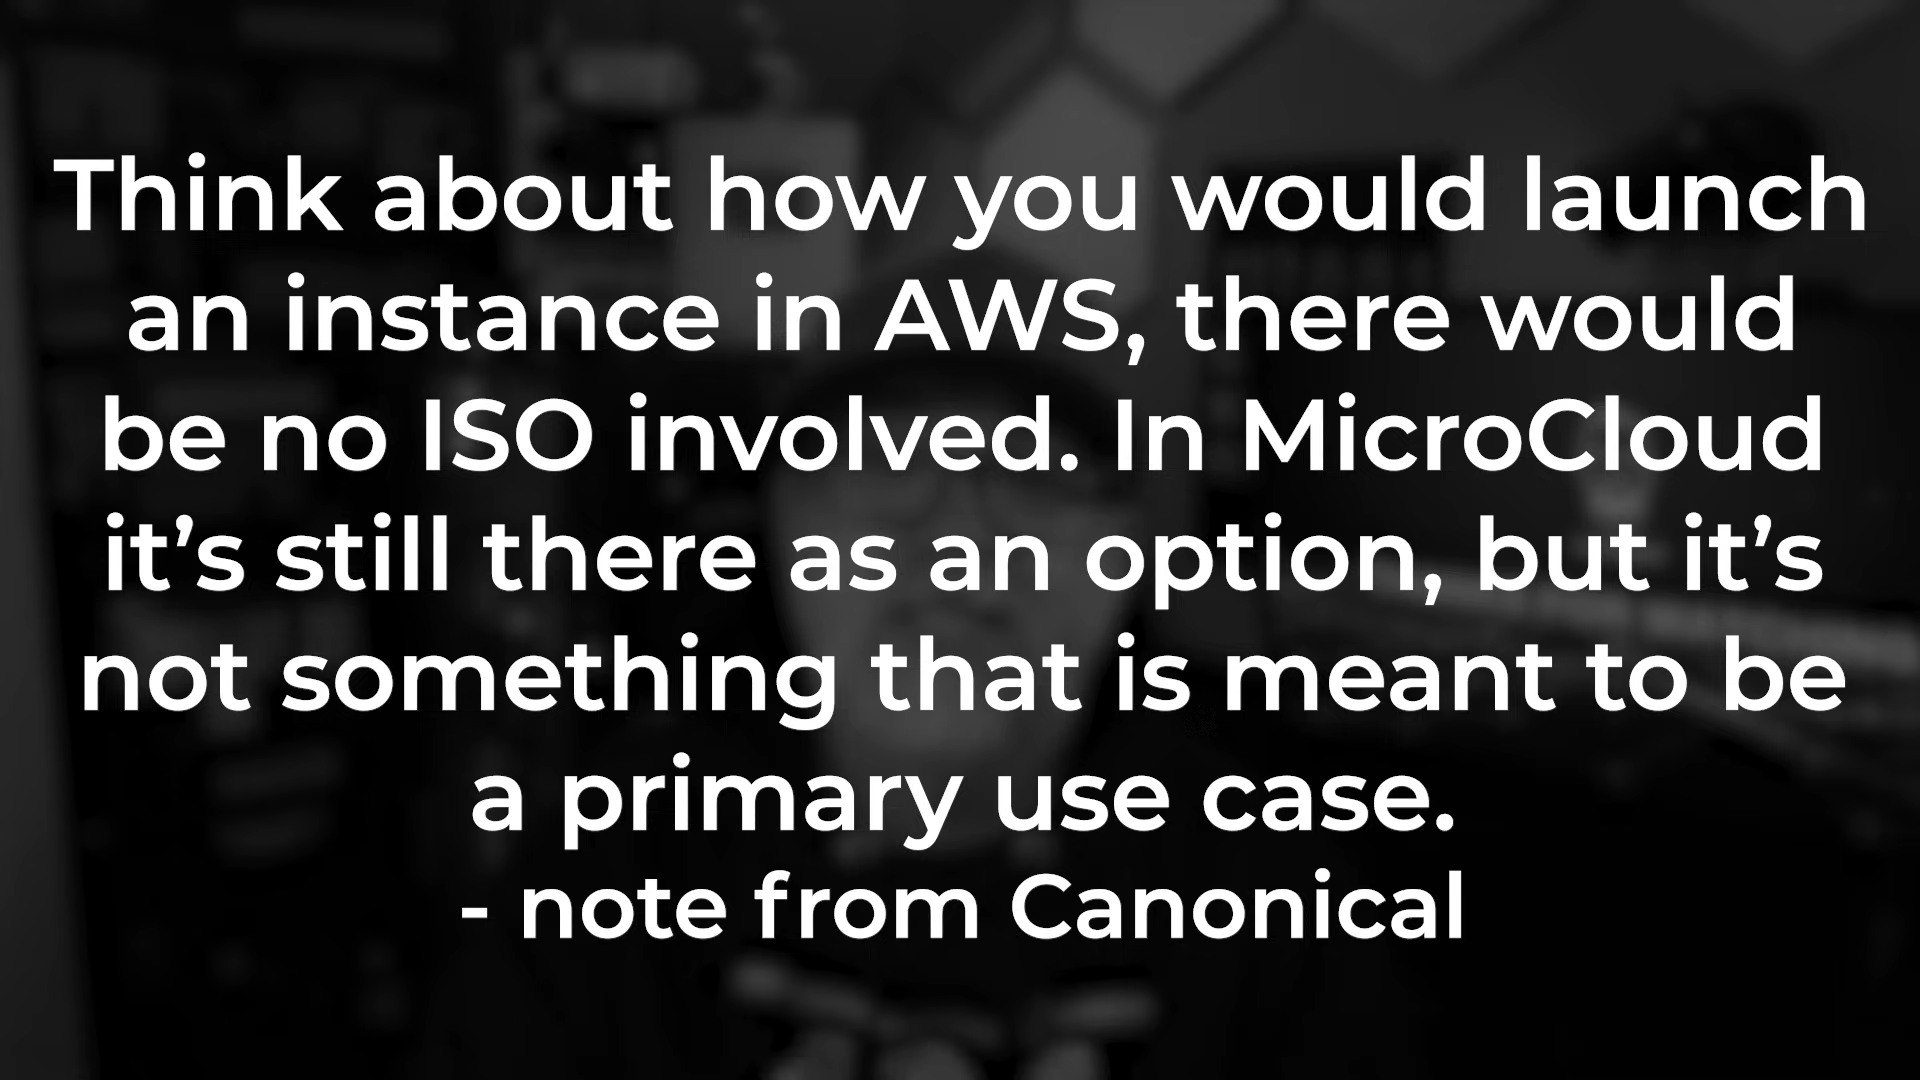 Think about how you would launch
an instance in AWS, there would
be no ISO involved. In MicroCloud
it’s still there as an option, but it’s
not something that is meant to be
a primary use case.
- note from Canonical